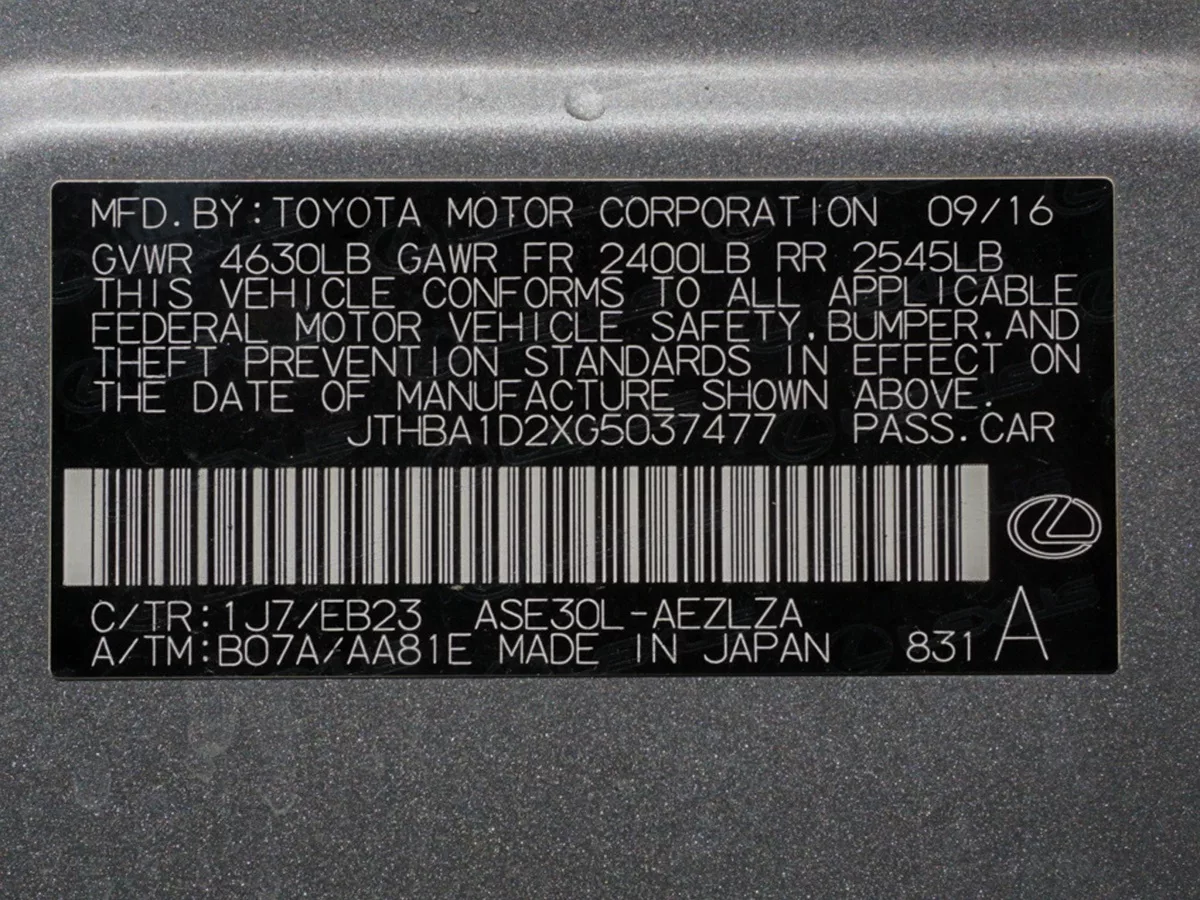 MFD. BY: TOYOTA MOTOR CORPORATION 09/16
GVWR 4630LB GAWR FR 2400LB RR 2545LB
THIS VEHICLE CONFORMS TO ALL APPLICABLE
FEDERAL MOTOR VEHICLE SAFETY, BUMPER, AND
THEFT PREVENTION STANDARDS IN EFFECT ON
THE DATE OF MANUFACTURE SHOWN ABOVE.
JTHBA1D2XG5037477 PASS. CAR
C/TR: 1J7/EB23 ASE30L-AEZLZA
A/TM: B07A/AA81E MADE IN JAPAN 831 A